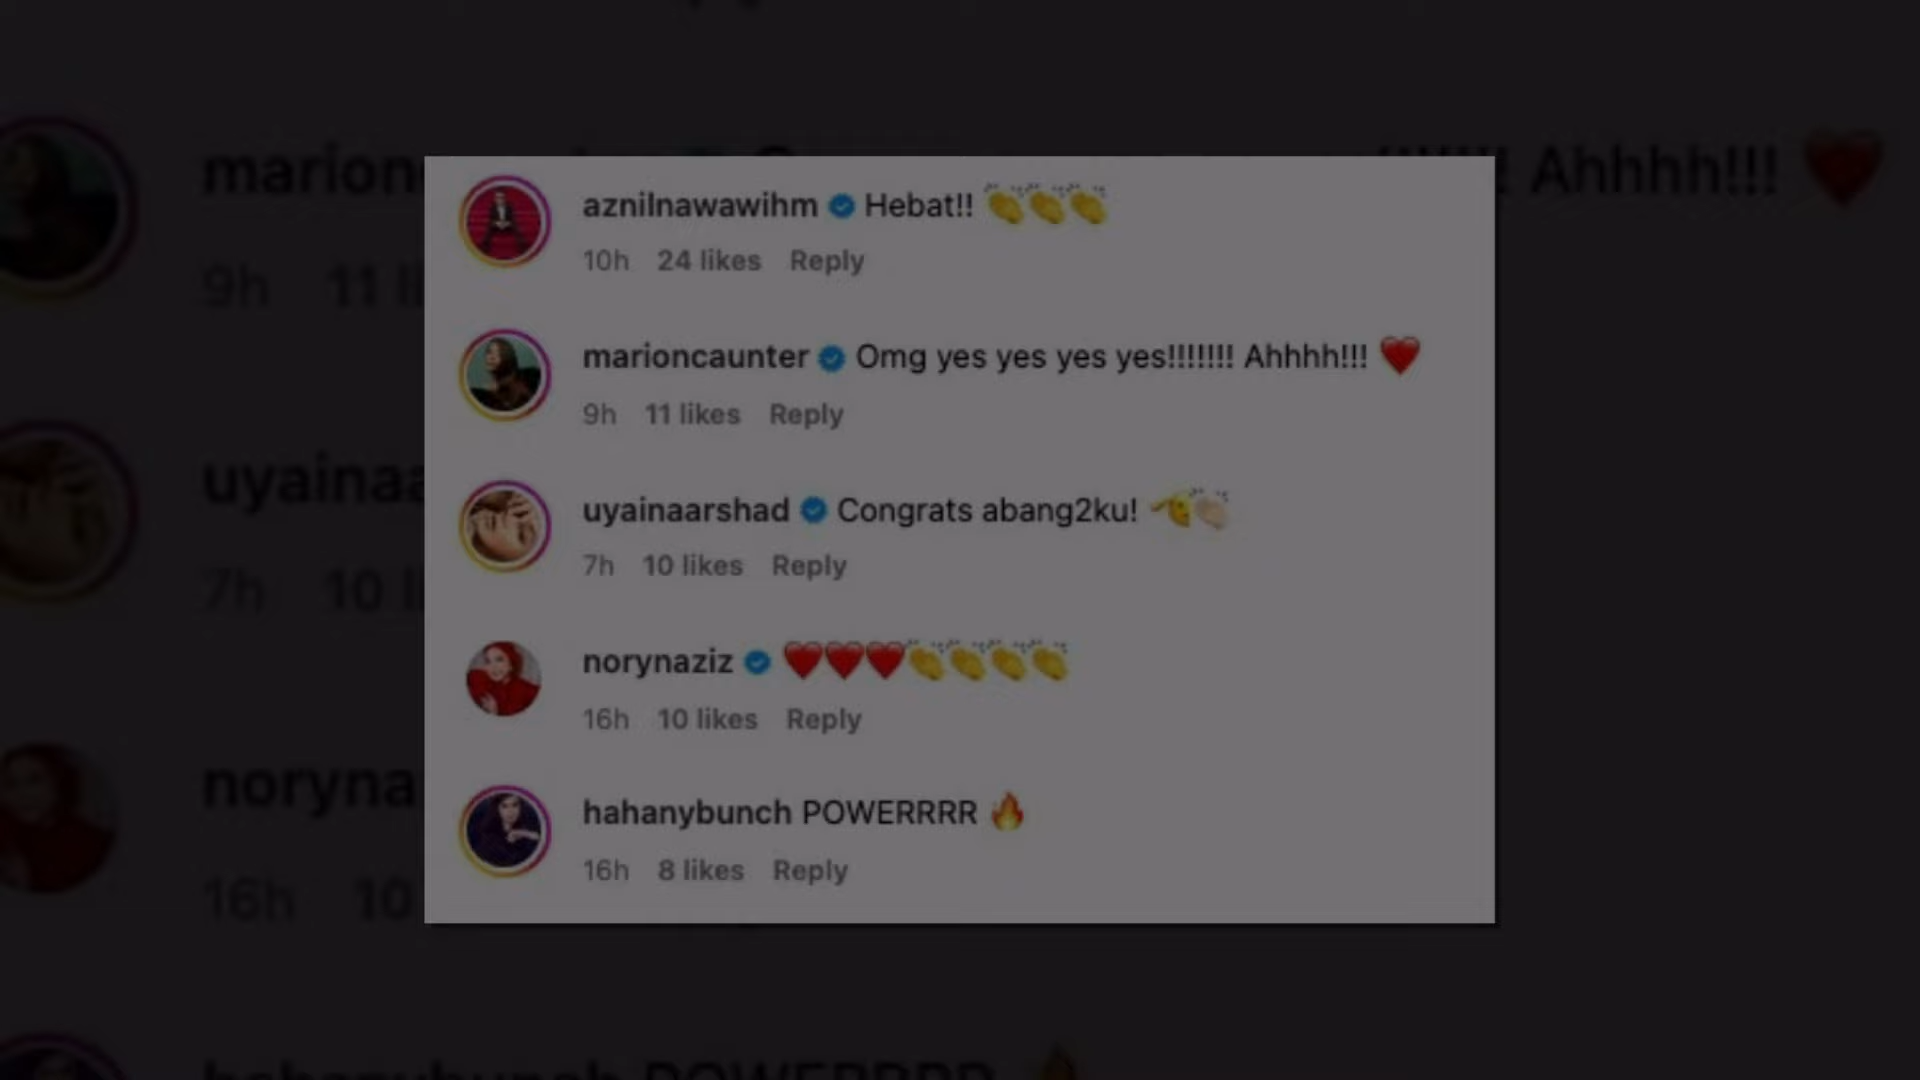 aznilnawawihm Hebat!! 👏👏👏
10h 24 likes Reply
marioncaunter Omg yes yes yes yes!!!!!!! Ahhhh!!! ❤️
9h 11 likes Reply
uyainaarshad Congrats abang2ku! 🫡👏🏻
7h 10 likes Reply
norynaziz ❤️❤️❤️👏👏👏👏
16h 10 likes Reply
hahanybunch POWERRRR 🔥
16h 8 likes Reply